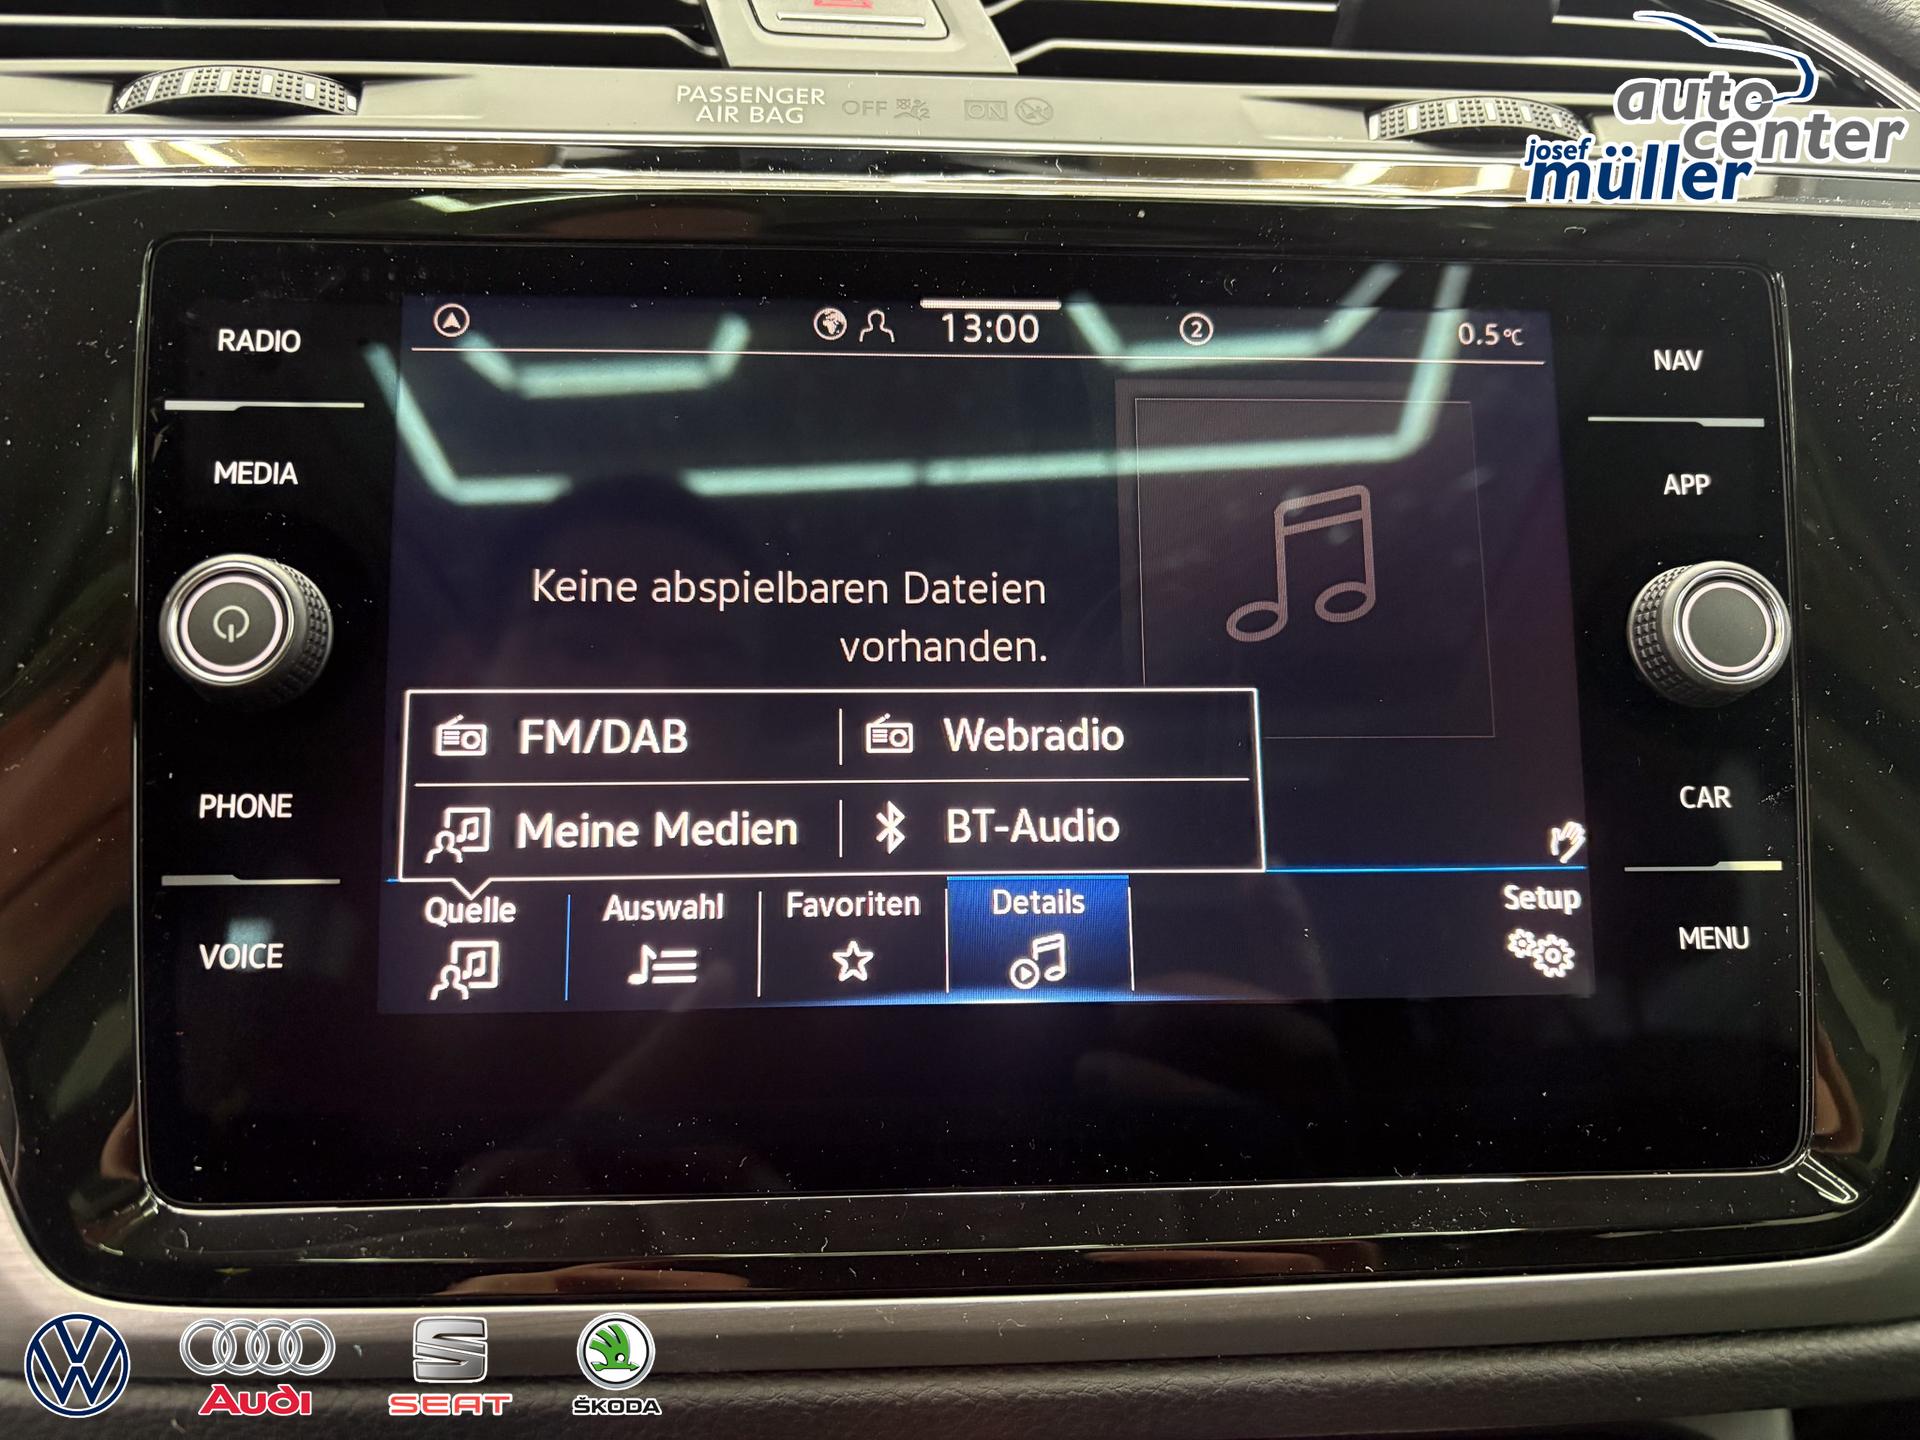 PASSENGER
AIR BAG
OFF
ON
auto
center
josef
müller
RADIO
MEDIA
PHONE
VOICE
13:00
2
0.5°C
NAV
APP
CAR
MENU
Keine abspielbaren Dateien
vorhanden.
FM/DAB
Webradio
Meine Medien
BT-Audio
Quelle
Auswahl
Favoriten
Details
Setup
Audi
SEAT
ŠKODA